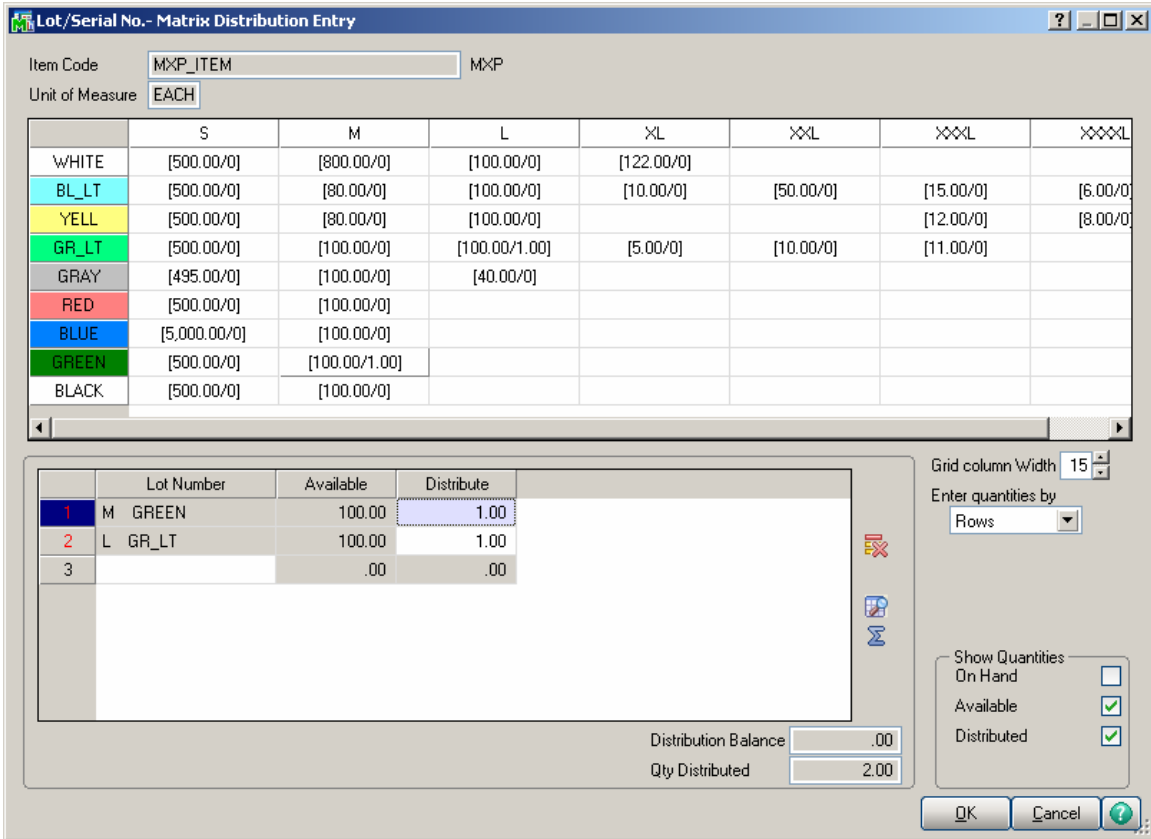 Lot/Serial No.- Matrix Distribution Entry
Item Code MXP_ITEM MXP
Unit of Measure EACH
S M L XL XXL XXXL XXXXL
WHITE [500.00/0] [800.00/0] [100.00/0] [122.00/0]
BL_LT [500.00/0] [80.00/0] [100.00/0] [10.00/0] [50.00/0] [15.00/0] [6.00/0
YELL [500.00/0] [80.00/0] [100.00/0] [12.00/0] [8.00/0
GR_LT [500.00/0] [100.00/0] [100.00/1.00] [5.00/0] [10.00/0] [11.00/0]
GRAY [495.00/0] [100.00/0] [40.00/0]
RED [500.00/0] [100.00/0]
BLUE [5,000.00/0] [100.00/0]
GREEN [500.00/0] [100.00/1.00]
BLACK [500.00/0] [100.00/0]
Grid column Width 15
Enter quantities by
Rows
Lot Number Available Distribute
1 M GREEN 100.00 1.00
2 L GR_LT 100.00 1.00
3 .00 .00
Show Quantities
On Hand
Available
Distributed
Distribution Balance .00
Qty Distributed 2.00
OK Cancel